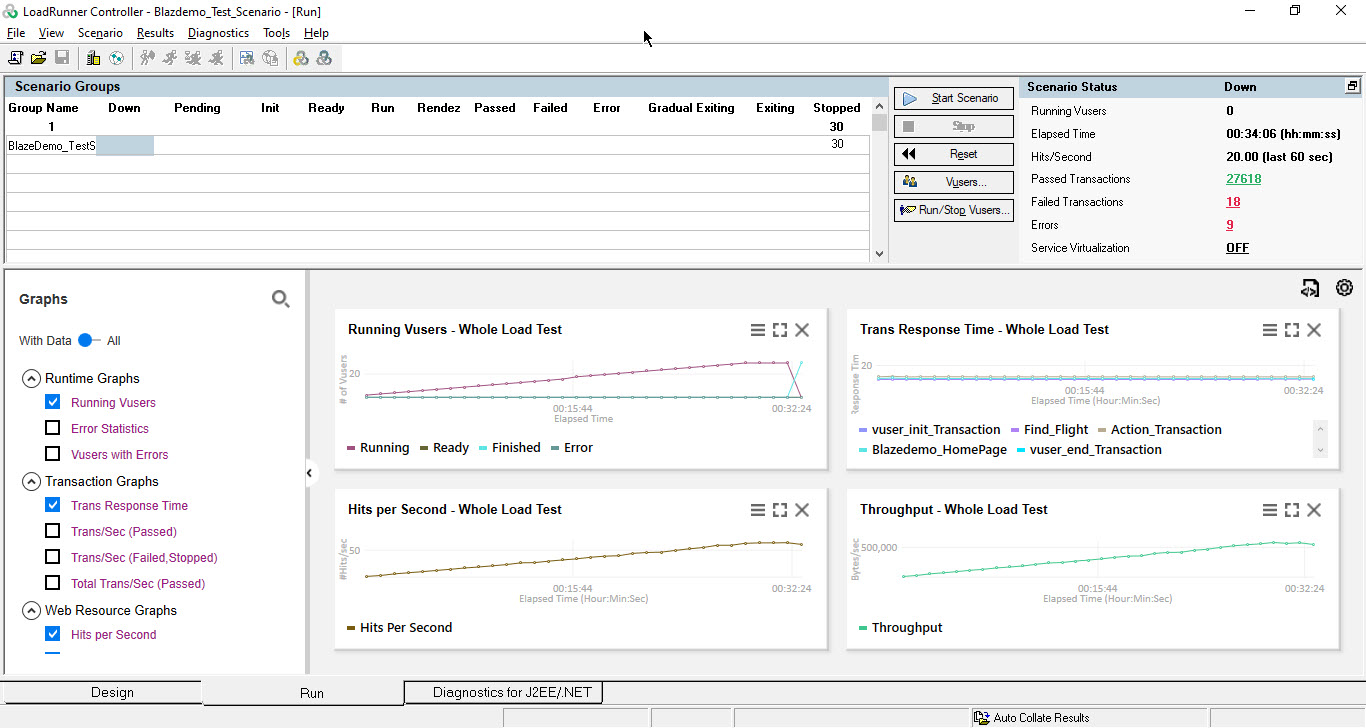 LoadRunner Controller - Blazdemo_Test_Scenario - [Run]
File View Scenario Results Diagnostics Tools Help
Scenario Groups
Group Name Down Pending Init Ready Run Rendez Passed Failed Error Gradual Exiting Exiting Stopped
1 30
BlazeDemo_TestS 30
Start Scenario
Stop
Reset
Vusers...
Run/Stop Vusers...
Scenario Status Down
Running Vusers 0
Elapsed Time 00:34:06 (hh:mm:ss)
Hits/Second 20.00 (last 60 sec)
Passed Transactions 27618
Failed Transactions 18
Errors 9
Service Virtualization OFF
Graphs
With Data All
Runtime Graphs
Running Vusers
Error Statistics
Vusers with Errors
Transaction Graphs
Trans Response Time
Trans/Sec (Passed)
Trans/Sec (Failed,Stopped)
Total Trans/Sec (Passed)
Web Resource Graphs
Hits per Second
Running Vusers - Whole Load Test
# of Vusers
20
00:15:44 00:32:24
Elapsed Time
Running Ready Finished Error
Trans Response Time - Whole Load Test
Response Tim
20
00:15:44 00:32:24
Elapsed Time (Hour:Min:Sec)
vuser_init_Transaction Find_Flight Action_Transaction
Blazedemo_HomePage vuser_end_Transaction
Hits per Second - Whole Load Test
#Hits/sec
50
00:15:44 00:32:24
Elapsed Time (Hour:Min:Sec)
Hits Per Second
Throughput - Whole Load Test
Bytes/sec
500,000
00:15:44 00:32:24
Elapsed Time (Hour:Min:Sec)
Throughput
Design Run Diagnostics for J2EE/.NET
Auto Collate Results